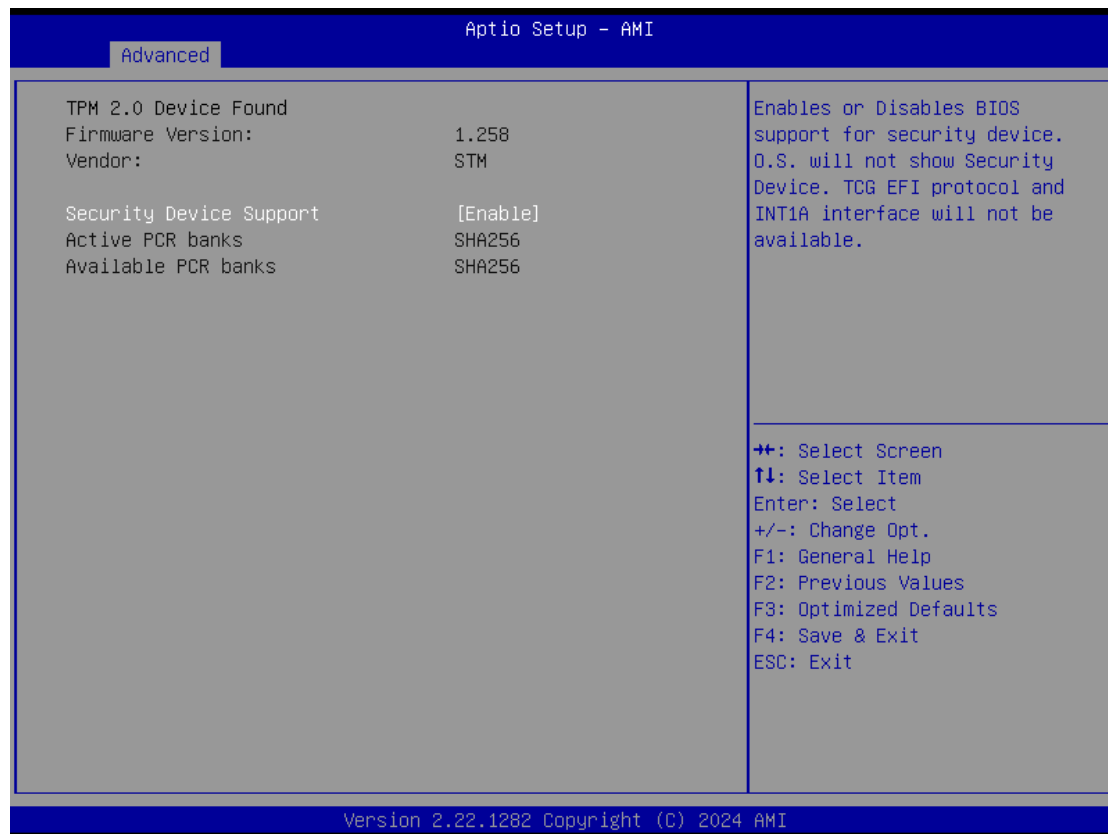 Aptio Setup – AMI
Advanced
TPM 2.0 Device Found
Firmware Version: 1.258
Vendor: STM
Security Device Support [Enable]
Active PCR banks SHA256
Available PCR banks SHA256
Enables or Disables BIOS
support for security device.
O.S. will not show Security
Device. TCG EFI protocol and
INT1A interface will not be
available.
→←: Select Screen
↑↓: Select Item
Enter: Select
+/-: Change Opt.
F1: General Help
F2: Previous Values
F3: Optimized Defaults
F4: Save & Exit
ESC: Exit
Version 2.22.1282 Copyright (C) 2024 AMI